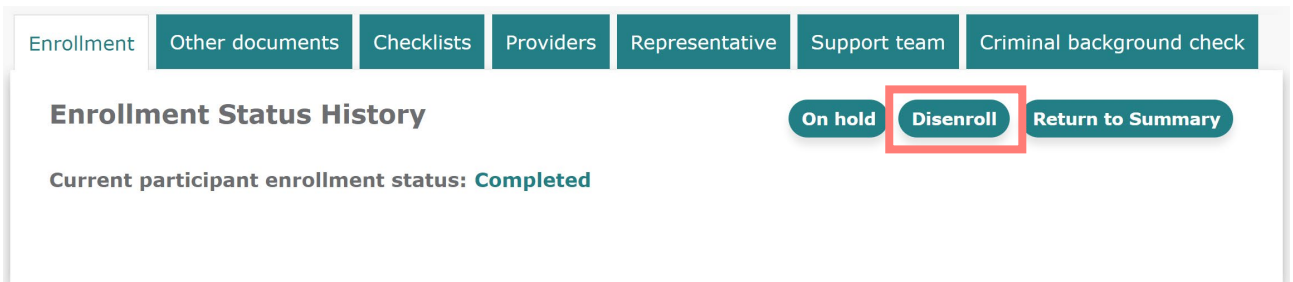 Enrollment Other documents Checklists Providers Representative Support team Criminal background check
Enrollment Status History On hold Disenroll Return to Summary
Current participant enrollment status: Completed